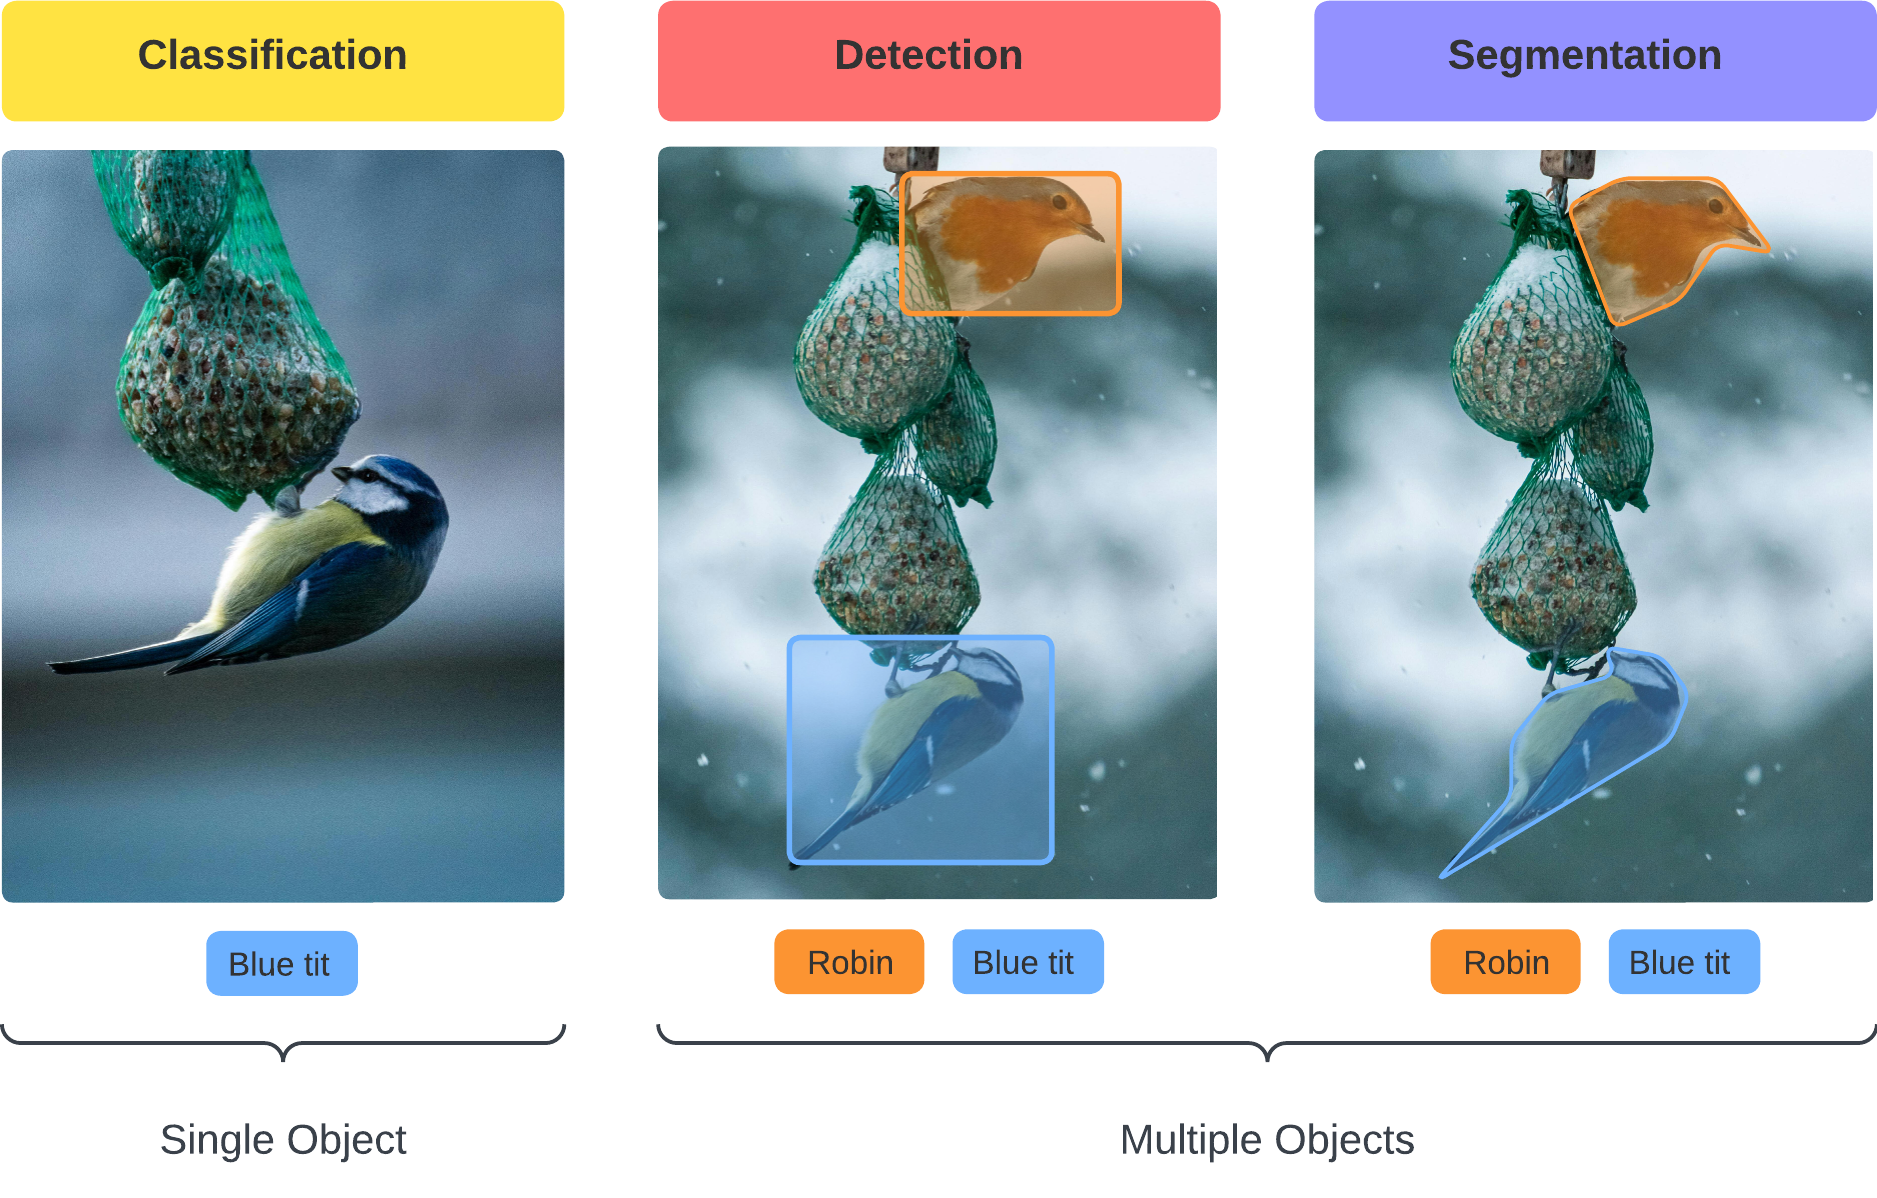 Classification
Detection
Segmentation
Blue tit
Robin
Blue tit
Robin
Blue tit
Single Object
Multiple Objects